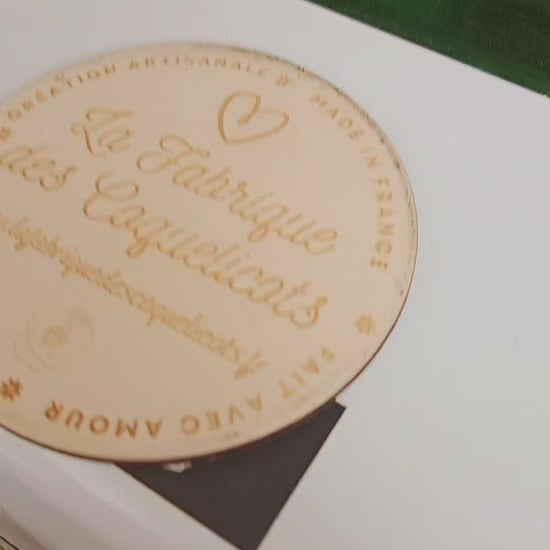 CRÉATION ARTISANALE
MADE IN FRANCE
La Fabrique
des Coquelicots
FAIT AVEC AMOUR